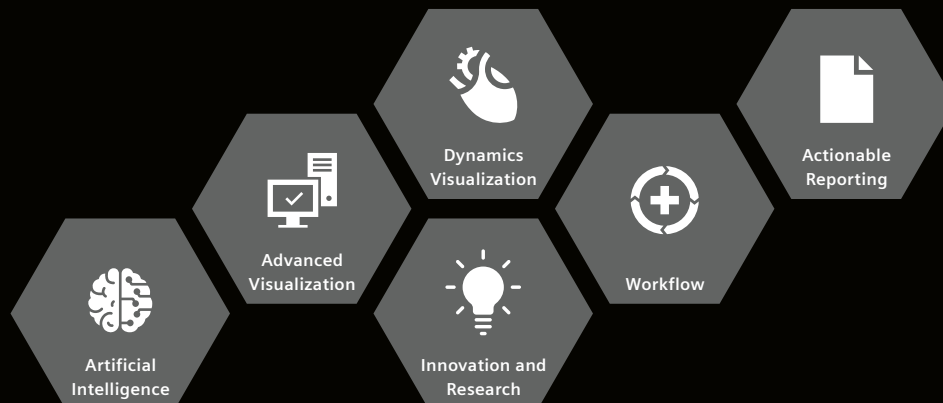 Dynamics
Visualization
Actionable
Reporting
Advanced
Visualization
Workflow
Artificial
Intelligence
Innovation and
Research